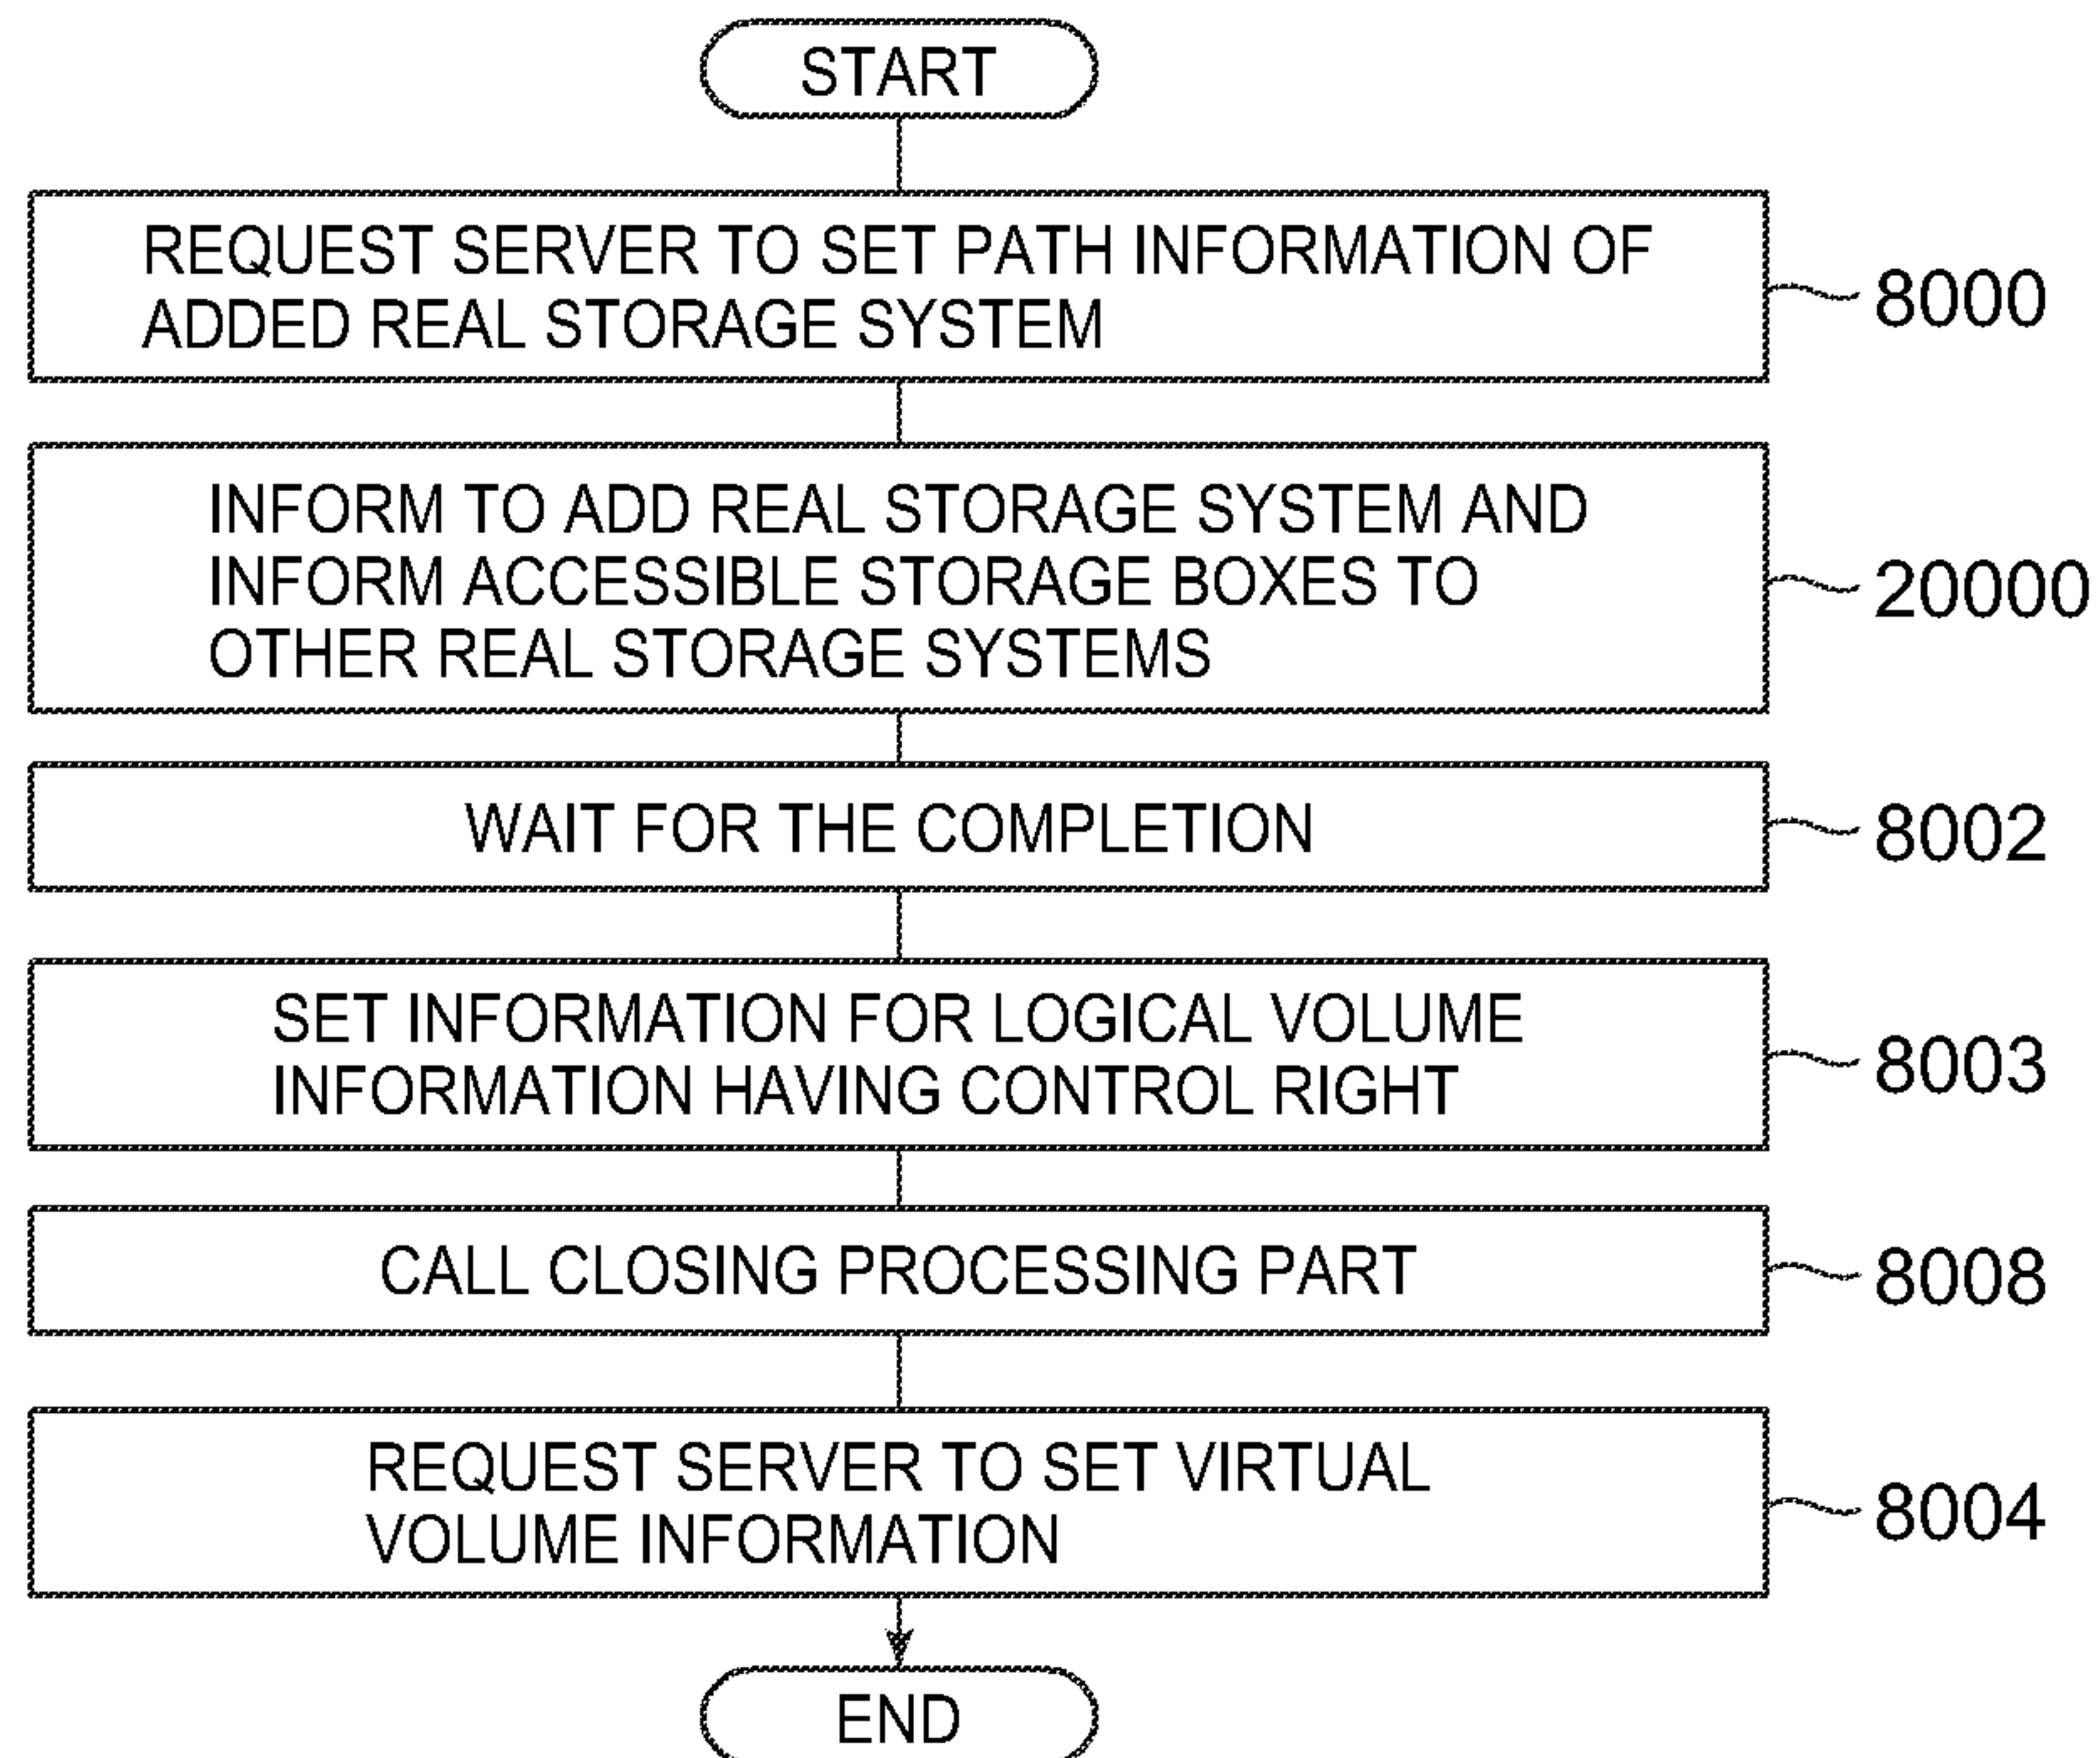 START
REQUEST SERVER TO SET PATH INFORMATION OF
ADDED REAL STORAGE SYSTEM
8000
INFORM TO ADD REAL STORAGE SYSTEM AND
INFORM ACCESSIBLE STORAGE BOXES TO
OTHER REAL STORAGE SYSTEMS
20000
WAIT FOR THE COMPLETION
8002
SET INFORMATION FOR LOGICAL VOLUME
INFORMATION HAVING CONTROL RIGHT
8003
CALL CLOSING PROCESSING PART
8008
REQUEST SERVER TO SET VIRTUAL
VOLUME INFORMATION
8004
END